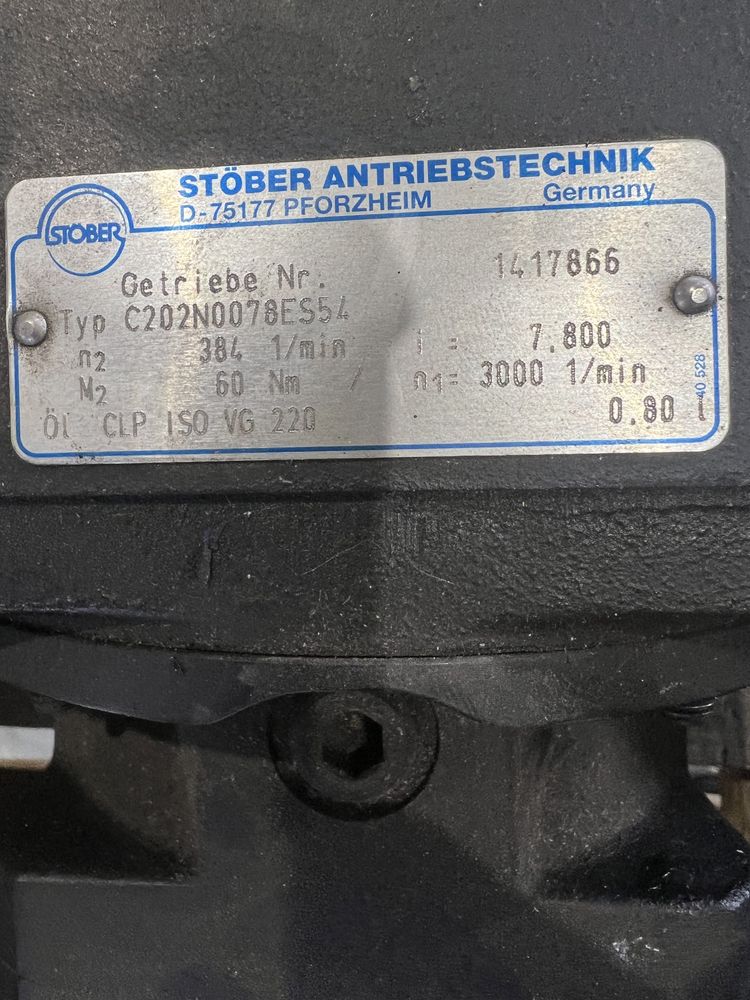 STÖBER
STÖBER ANTRIEBSTECHNIK
D-75177 PFORZHEIM Germany
Getriebe Nr: 1417866
Typ C202N0078ES54
n2 384 1/min i = 7.800
M2 60 Nm / n1= 3000 1/min
Öl CLP ISO VG 220 0.80
40 528